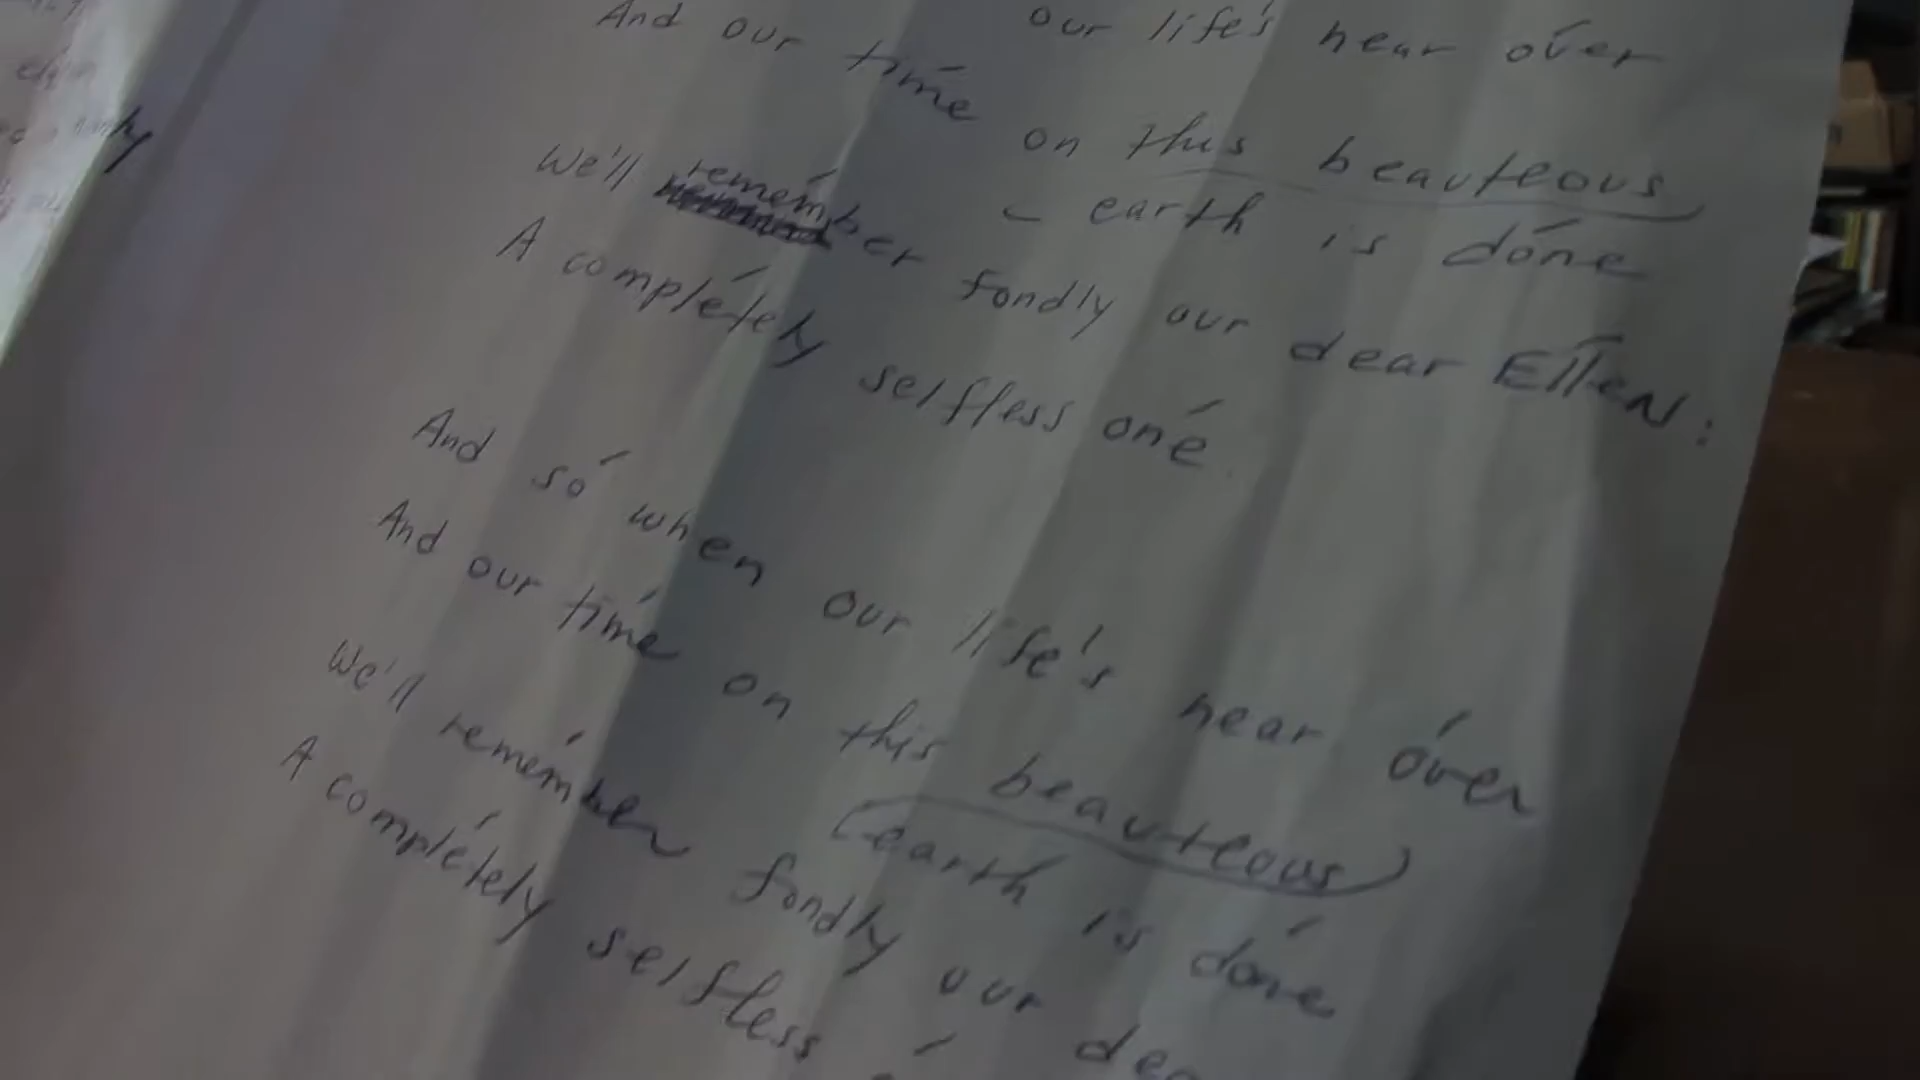 our life's near over
And our time on this beauteous
earth is done
We'll remember fondly our dear Ellen:
A completely selfless one
And so when our life's near over
And our time on this beauteous
earth is done
We'll remember fondly our
A completely selfless